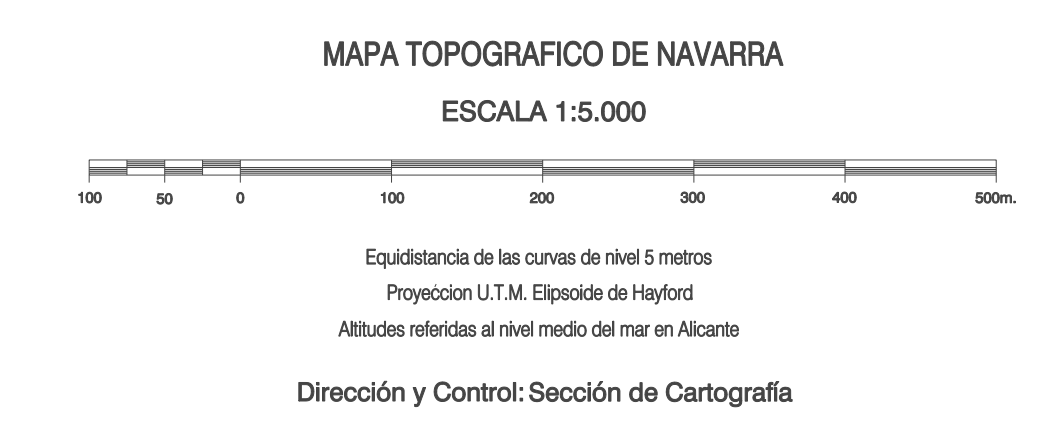 MAPA TOPOGRAFICO DE NAVARRA
ESCALA 1:5.000
100 50 0 100 200 300 400 500m.
Equidistancia de las curvas de nivel 5 metros
Proyeċcion U.T.M. Elipsoide de Hayford
Altitudes referidas al nivel medio del mar en Alicante
Dirección y Control: Sección de Cartografía